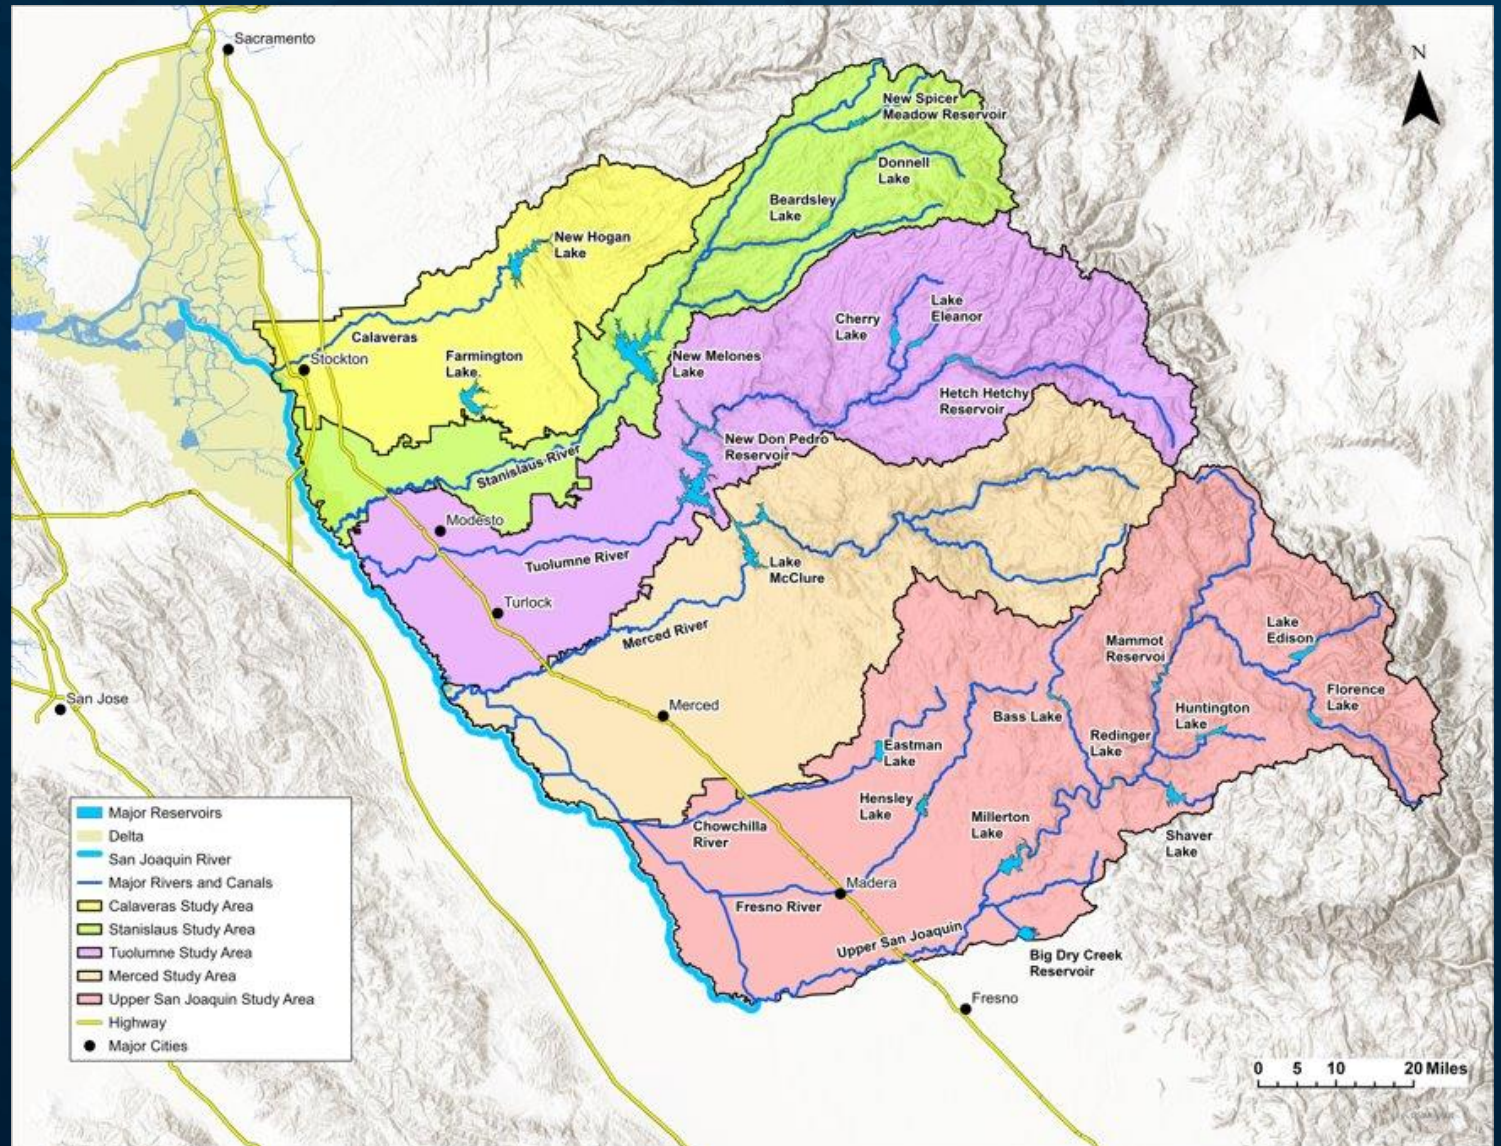 Sacramento
N
New Spicer
Meadow Reservoir
Donnell
Lake
Beardsley
Lake
New Hogan
Lake
Lake
Eleanor
Cherry
Lake
Calaveras
Stockton
Farmington
Lake
New Melones
Lake
Hetch Hetchy
Reservoir
New Don Pedro
Reservoir
Stanislaus River
Modesto
Tuolumne River
Lake
McClure
Turlock
Merced River
Lake
Edison
Mammot
Reservoi
San Jose
Merced
Florence
Lake
Bass Lake
Huntington
Lake
Redinger
Lake
Eastman
Lake
Hensley
Lake
Millerton
Lake
Chowchilla
River
Shaver
Lake
Madera
Fresno River
Upper San Joaquin
Big Dry Creek
Reservoir
Fresno
Major Reservoirs
Delta
San Joaquin River
Major Rivers and Canals
Calaveras Study Area
Stanislaus Study Area
Tuolumne Study Area
Merced Study Area
Upper San Joaquin Study Area
Highway
Major Cities
0 5 10 20 Miles